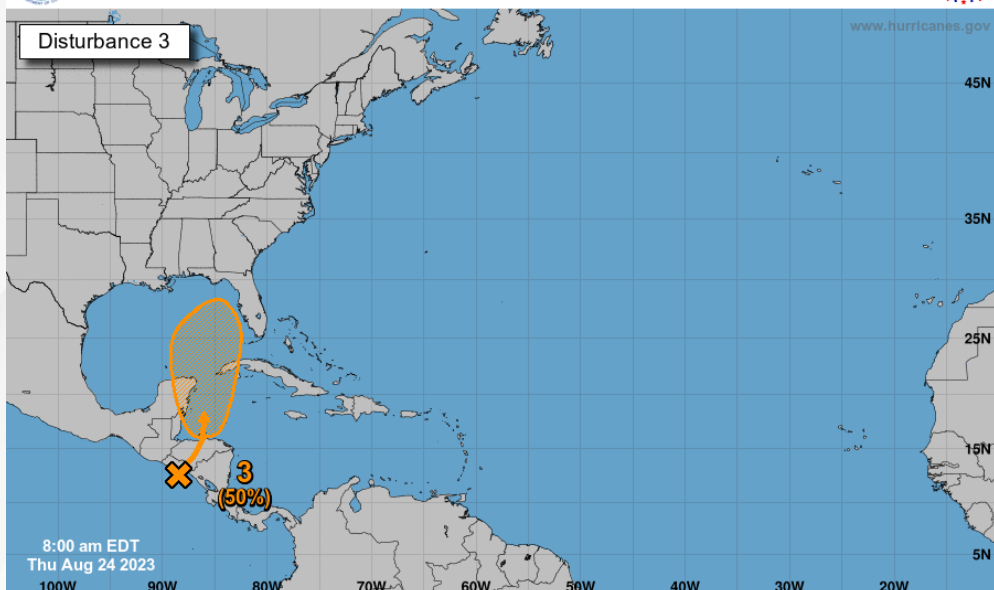 Disturbance 3
www.hurricanes.gov
45N
35N
25N
15N
3
(50%)
8:00 am EDT
Thu Aug 24 2023
5N
100W 90W 80W 70W 60W 50W 40W 30W 20W